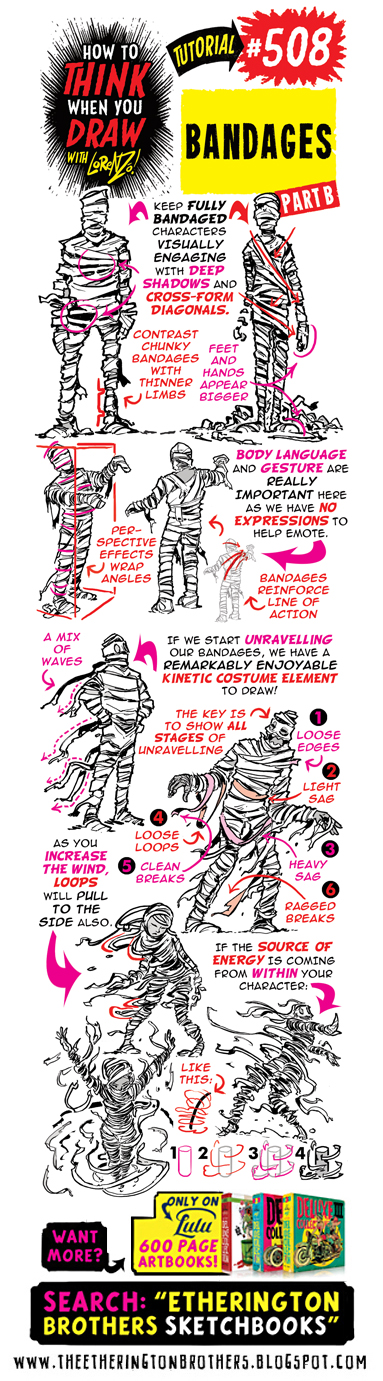 HOW TO
THINK
WHEN YOU
DRAW
WITH LORENZO!
TUTORIAL
#508
BANDAGES
PART B
KEEP FULLY
BANDAGED
CHARACTERS
VISUALLY
ENGAGING
WITH DEEP
SHADOWS AND
CROSS-FORM
DIAGONALS.
CONTRAST
CHUNKY
BANDAGES
WITH
THINNER
LIMBS
FEET
AND
HANDS
APPEAR
BIGGER
BODY LANGUAGE
AND GESTURE ARE
REALLY
IMPORTANT HERE
AS WE HAVE NO
EXPRESSIONS TO
HELP EMOTE.
PER-
SPECTIVE
EFFECTS
WRAP
ANGLES
BANDAGES
REINFORCE
LINE OF
ACTION
A MIX
OF
WAVES
IF WE START UNRAVELLING
OUR BANDAGES, WE HAVE A
REMARKABLY ENJOYABLE
KINETIC COSTUME ELEMENT
TO DRAW!
THE KEY IS
TO SHOW ALL
STAGES OF
UNRAVELLING
1
LOOSE
EDGES
2
LIGHT
SAG
3
HEAVY
SAG
4
LOOSE
LOOPS
5
CLEAN
BREAKS
6
RAGGED
BREAKS
AS YOU
INCREASE
THE WIND,
LOOPS
WILL PULL
TO THE
SIDE ALSO.
IF THE SOURCE OF
ENERGY IS COMING
FROM WITHIN YOUR
CHARACTER:
LIKE
THIS:
1 2 3 4
WANT
MORE?
ONLY ON
Lulu
600 PAGE
ARTBOOKS!
DELUXE
III
SEARCH: "ETHERINGTON
BROTHERS SKETCHBOOKS"
WWW.THEETHERINGTONBROTHERS.BLOGSPOT.COM